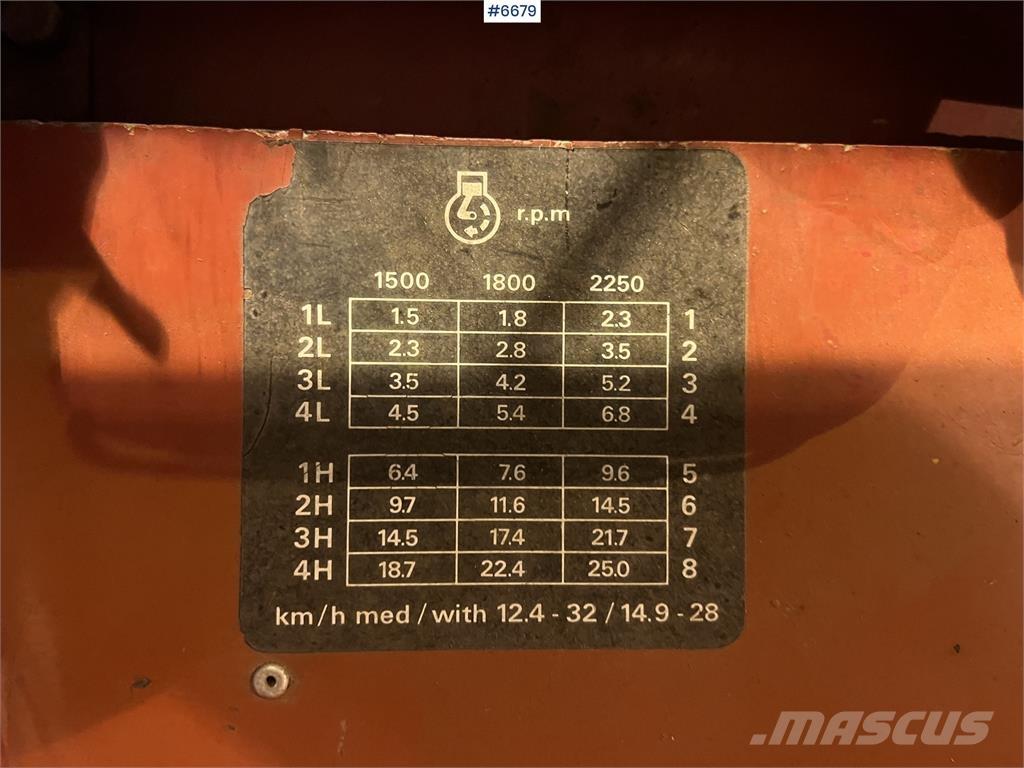 #6679
r.p.m
1500 1800 2250
1L 1.5 1.8 2.3 1
2L 2.3 2.8 3.5 2
3L 3.5 4.2 5.2 3
4L 4.5 5.4 6.8 4
1H 6.4 7.6 9.6 5
2H 9.7 11.6 14.5 6
3H 14.5 17.4 21.7 7
4H 18.7 22.4 25.0 8
km/h med / with 12.4 - 32 / 14.9 - 28
MASCUS